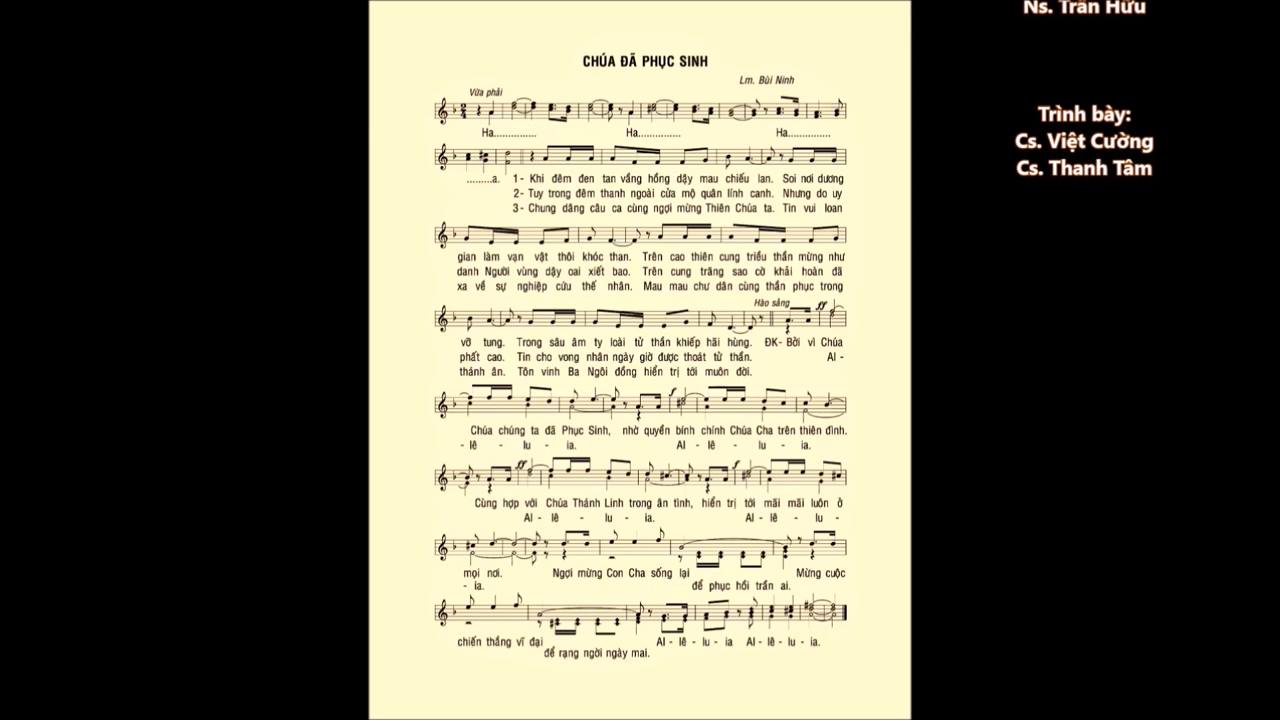 Ns. Trần Hữu
Trình bày:
Cs. Việt Cường
Cs. Thanh Tâm
CHÚA ĐÃ PHỤC SINH
Lm. Bùi Ninh
Vừa phải
Ha.............. Ha.............. Ha..............
.........a. 1- Khi đêm đen tan vầng hồng dậy mau chiếu lan. Soi nơi dương
2- Tuy trong đêm thanh ngoài cửa mộ quân lính canh. Nhưng do uy
3- Chung dâng câu ca cùng ngợi mừng Thiên Chúa ta. Tin vui loan
gian làm vạn vật thôi khóc than. Trên cao thiên cung triều thần mừng như
danh Người vùng dậy oai xiết bao. Trên cung trăng sao cờ khải hoàn đã
xa về sự nghiệp cứu thế nhân. Mau mau chư dân cùng thần phục trong
Hào sảng ff
vỡ tung. Trong sâu âm ty loài tử thần khiếp hãi hùng. ĐK- Bởi vì Chúa
phất cao. Tin cho vong nhân ngày giờ được thoát tử thần. Al -
thánh ân. Tôn vinh Ba Ngôi đồng hiển trị tới muôn đời.
f
Chúa chúng ta đã Phục Sinh, nhờ quyền bính chính Chúa Cha trên thiên đình.
- lê - lu - ia. Al - lê - lu - ia.
ff f
Cùng hợp với Chúa Thánh Linh trong ân tình, hiển trị tới mãi mãi luôn ở
Al - lê - lu - ia. Al - lê - lu -
mọi nơi. Ngợi mừng Con Cha sống lại Mừng cuộc
- ia. để phục hồi trần ai.
chiến thắng vĩ đại Al - lê - lu - ia Al - lê - lu - ia.
để rạng ngời ngày mai.